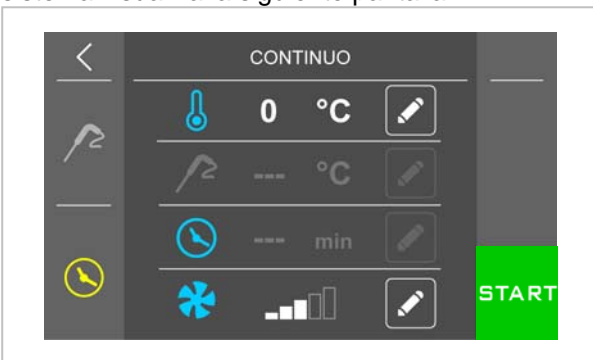 CONTINUO
0 °C
--- °C
--- min
START